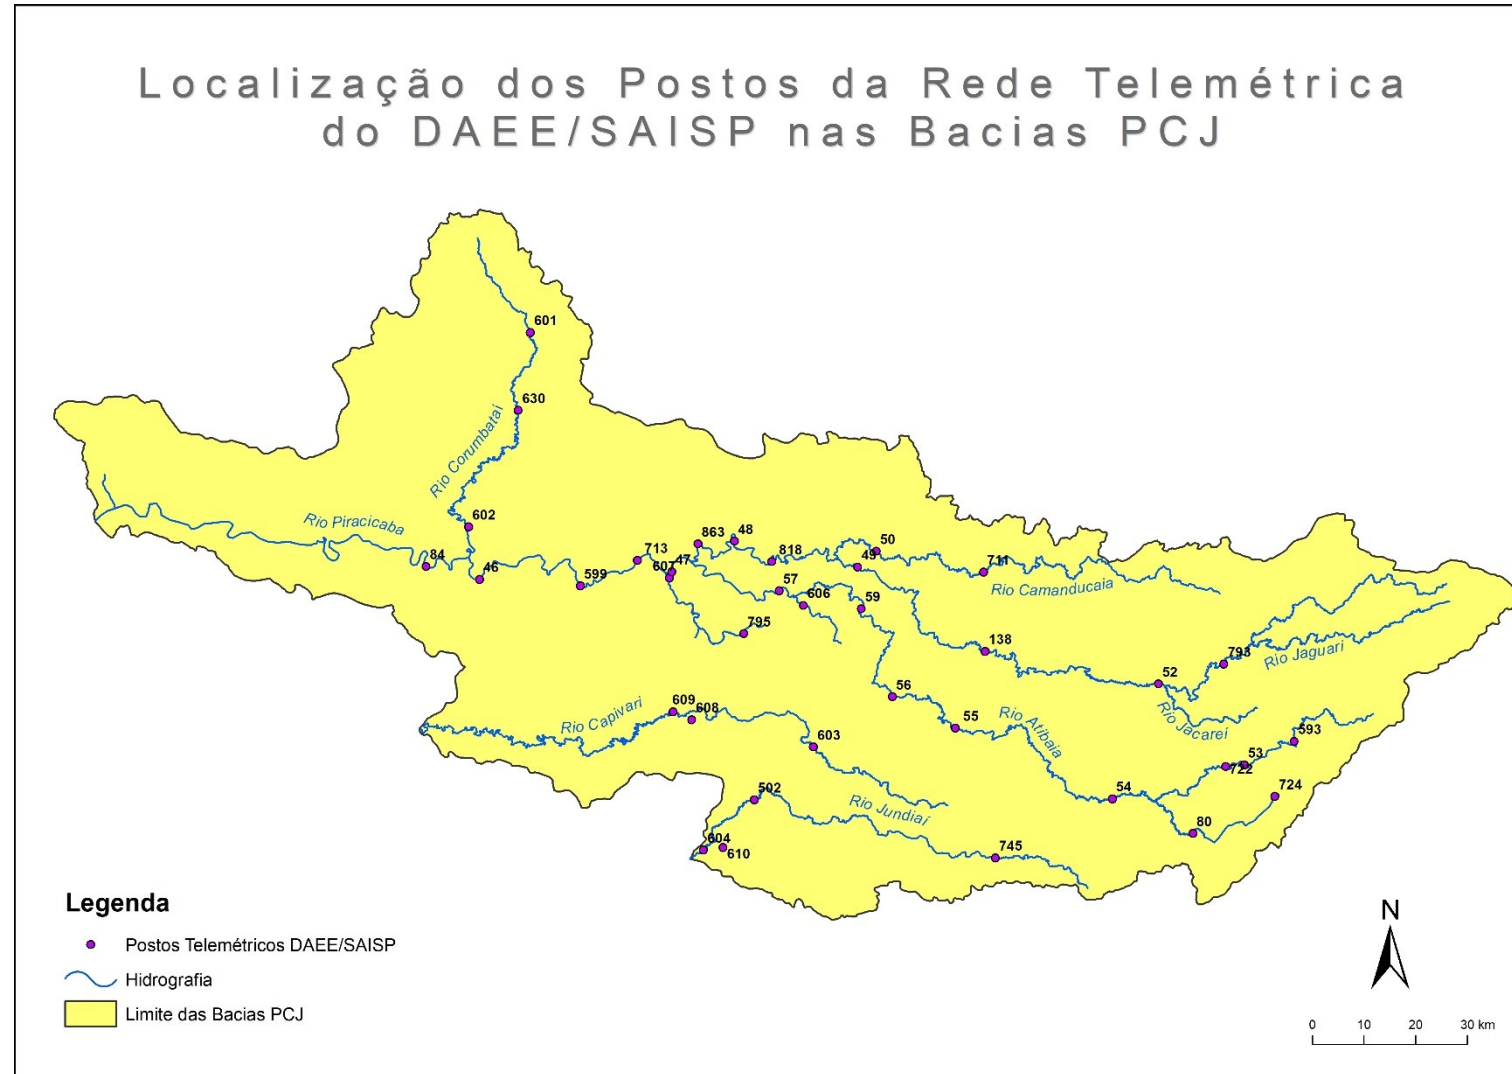 Localização dos Postos da Rede Telemétrica
do DAEE/SAISP nas Bacias PCJ
601
630
Rio Corumbataí
602
Rio Piracicaba
84
46
599
713
607
47
863
48
818
50
49
711
Rio Camanducaia
57
606
59
795
138
793
Rio Jaguari
52
Rio Jacareí
56
55
Rio Atibaia
593
53
722
724
54
80
609
608
Rio Capivari
603
502
Rio Jundiaí
604
610
745
Legenda
Postos Telemétricos DAEE/SAISP
Hidrografia
Limite das Bacias PCJ
N
0 10 20 30 km